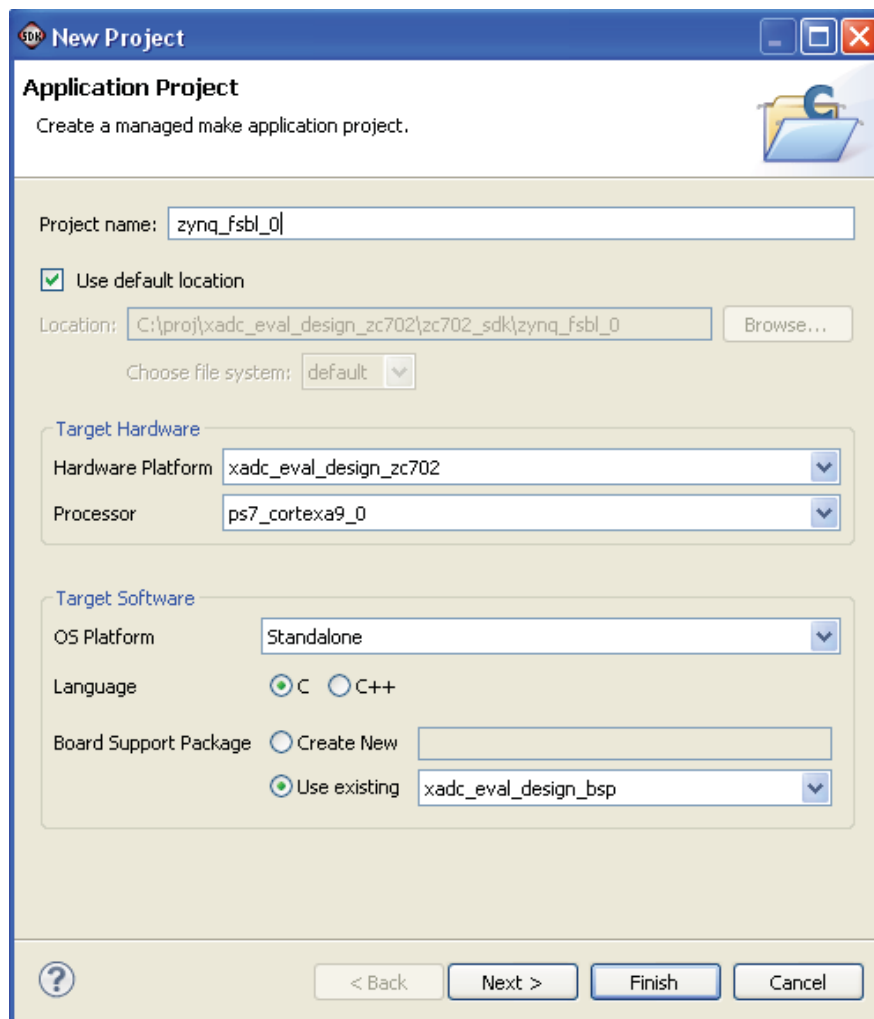 SDK New Project
Application Project
Create a managed make application project.
C
Project name: zynq_fsbl_0
Use default location
Location: C:\proj\xadc_eval_design_zc702\zc702_sdk\zynq_fsbl_0 Browse...
Choose file system: default
Target Hardware
Hardware Platform xadc_eval_design_zc702
Processor ps7_cortexa9_0
Target Software
OS Platform Standalone
Language C C++
Board Support Package Create New
Use existing xadc_eval_design_bsp
? < Back Next > Finish Cancel